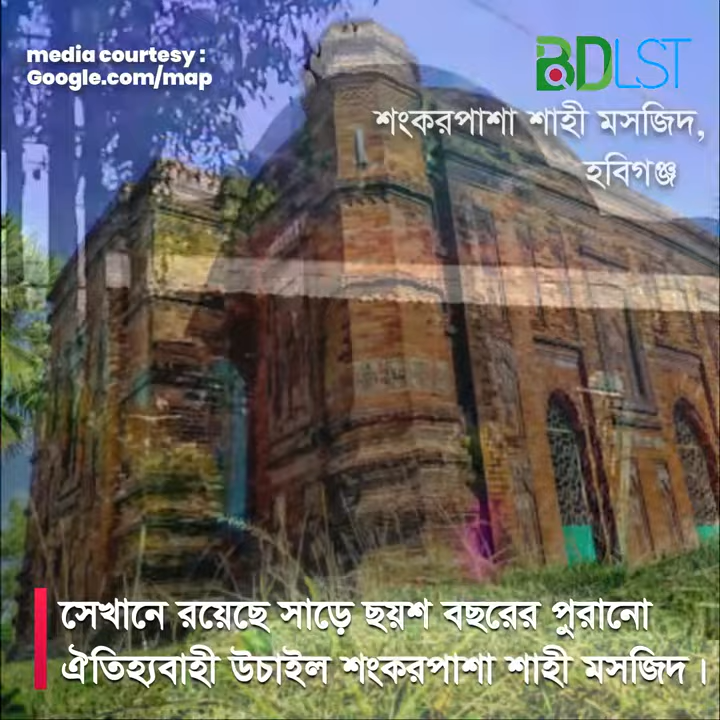 media courtesy :
Google.com/map
BDLST
শংকরপাশা শাহী মসজিদ,
হবিগঞ্জ
সেখানে রয়েছে সাড়ে ছয়শ বছরের পুরানো
ঐতিহ্যবাহী উচাইল শংকরপাশা শাহী মসজিদ।